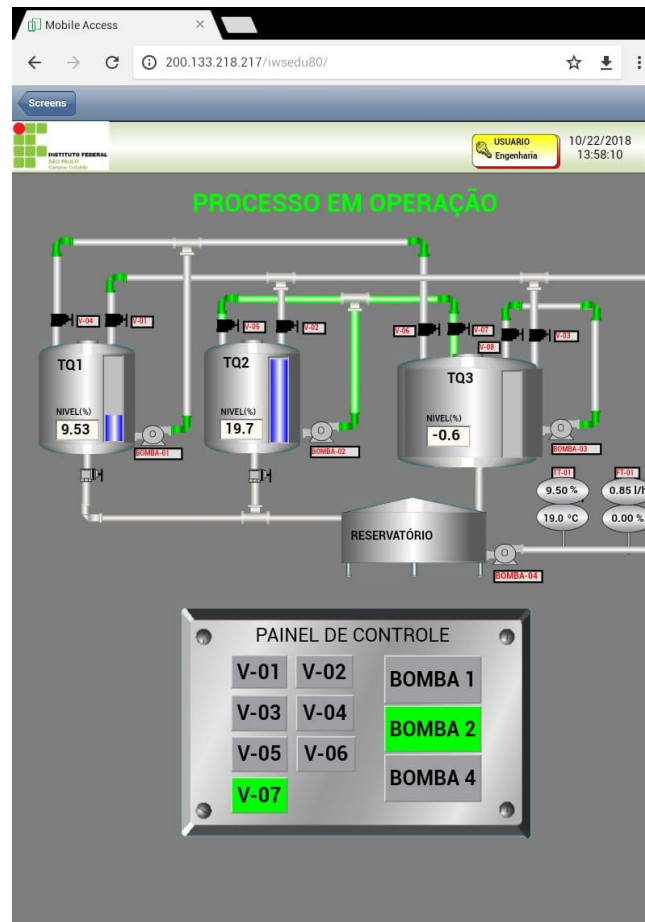 Mobile Access
200.133.218.217/iwsedu80/
Screens
INSTITUTO FEDERAL
SÃO PAULO
Campus Cubatão
USUARIO
Engenharia
10/22/2018
13:58:10
PROCESSO EM OPERAÇÃO
V-04
V-01
V-05
V-02
V-06
V-07
V-08
V-03
TQ1
NIVEL(%)
9.53
BOMBA-01
TQ2
NIVEL(%)
19.7
BOMBA-02
TQ3
NIVEL(%)
-0.6
BOMBA-03
TT-01
9.50 %
19.0 ºC
FT-01
0.85 l/h
0.00 %
RESERVATÓRIO
BOMBA-04
PAINEL DE CONTROLE
V-01 V-02
V-03 V-04
V-05 V-06
V-07
BOMBA 1
BOMBA 2
BOMBA 4